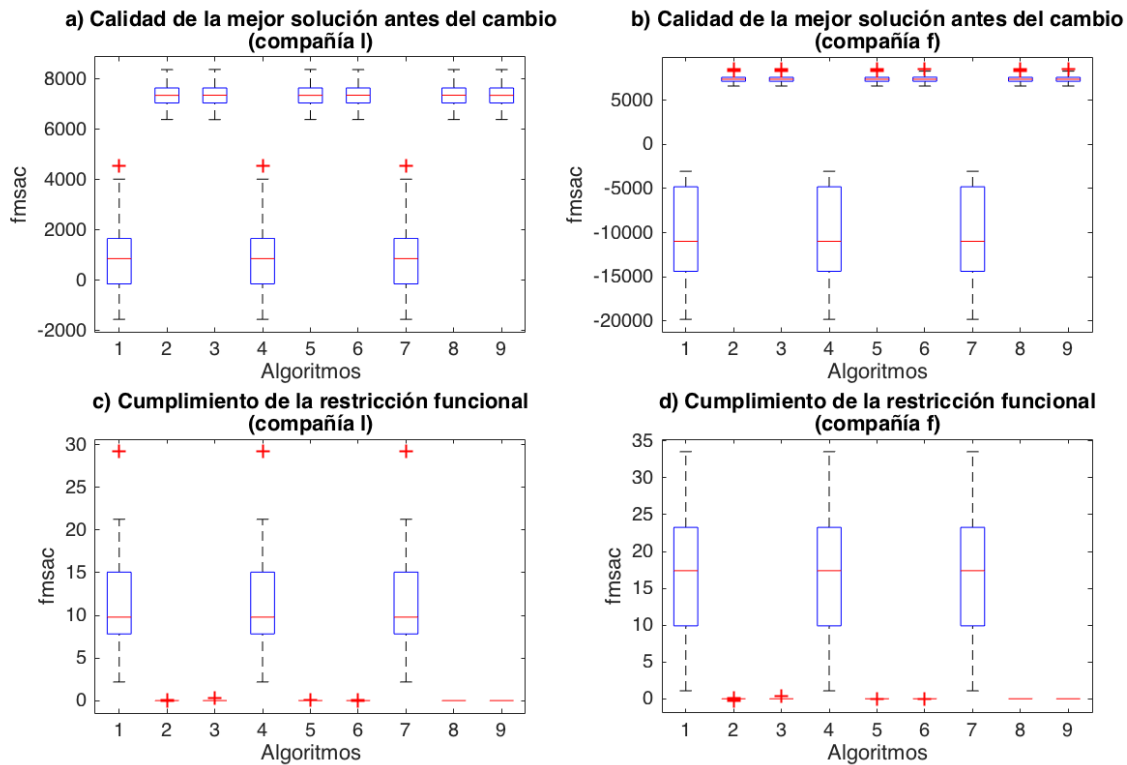 a) Calidad de la mejor solución antes del cambio
(compañía l)
8000
6000
4000
2000
0
-2000
fmsac
1 2 3 4 5 6 7 8 9
Algoritmos
b) Calidad de la mejor solución antes del cambio
(compañía f)
5000
0
-5000
-10000
-15000
-20000
fmsac
1 2 3 4 5 6 7 8 9
Algoritmos
c) Cumplimiento de la restricción funcional
(compañía l)
30
25
20
15
10
5
0
fmsac
1 2 3 4 5 6 7 8 9
Algoritmos
d) Cumplimiento de la restricción funcional
(compañía f)
35
30
25
20
15
10
5
0
fmsac
1 2 3 4 5 6 7 8 9
Algoritmos